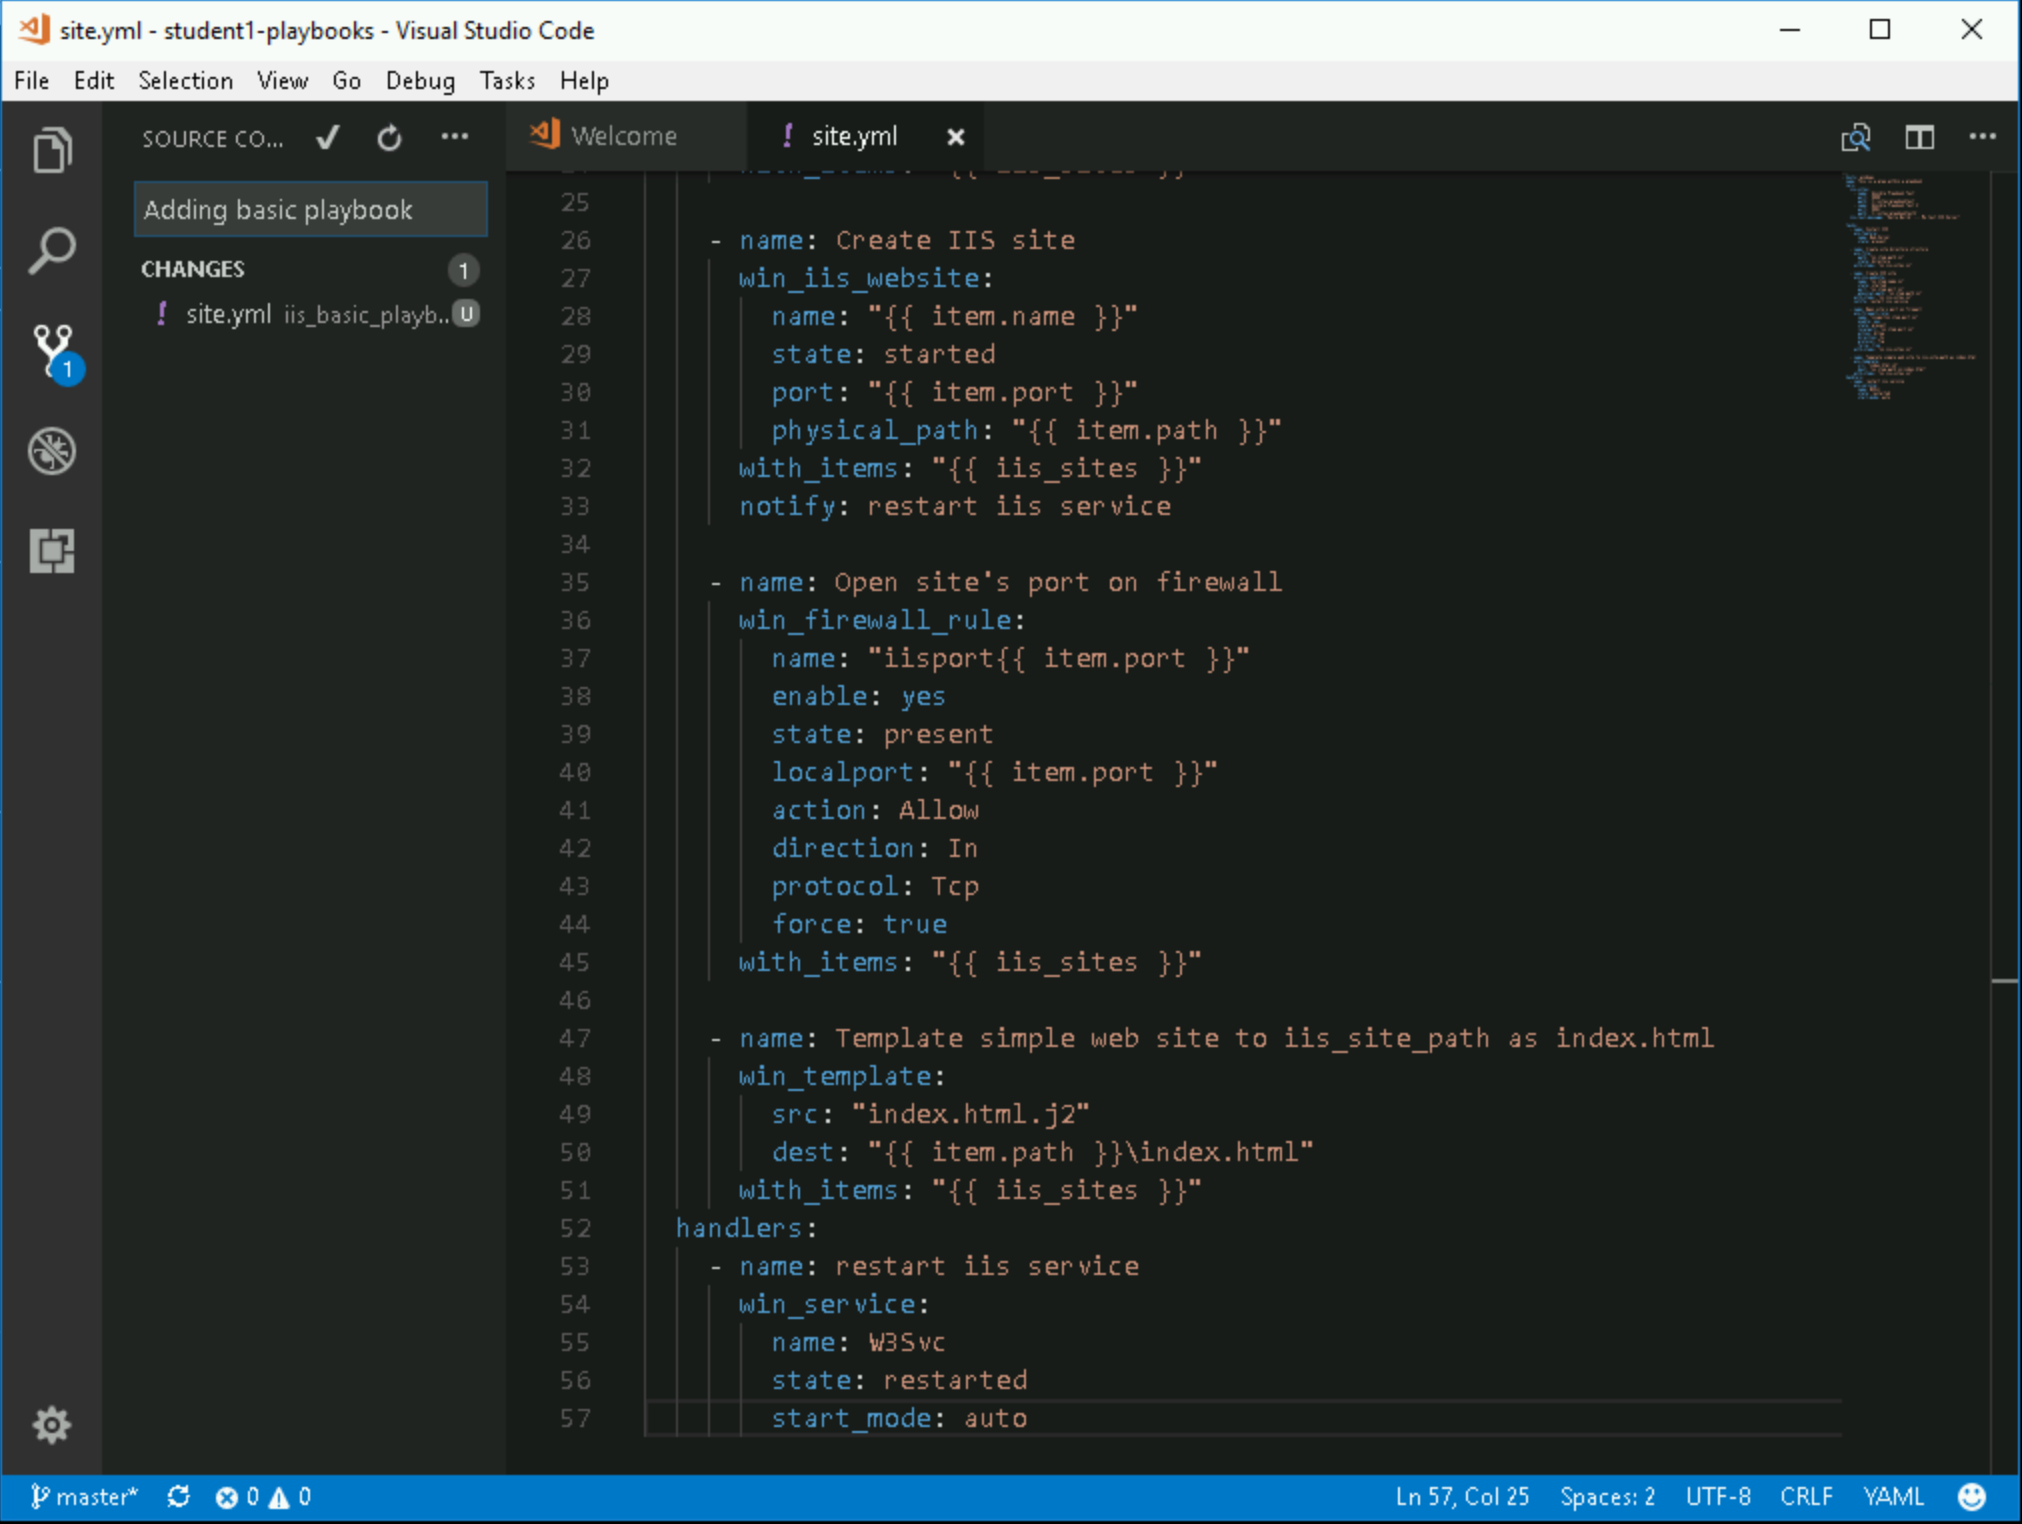 site.yml - student1-playbooks - Visual Studio Code
File Edit Selection View Go Debug Tasks Help
SOURCE CO...
Welcome
! site.yml
Adding basic playbook
CHANGES 1
! site.yml iis_basic_playb.. U
1
25
26 - name: Create IIS site
27 win_iis_website:
28 name: "{{ item.name }}"
29 state: started
30 port: "{{ item.port }}"
31 physical_path: "{{ item.path }}"
32 with_items: "{{ iis_sites }}"
33 notify: restart iis service
34
35 - name: Open site's port on firewall
36 win_firewall_rule:
37 name: "iisport{{ item.port }}"
38 enable: yes
39 state: present
40 localport: "{{ item.port }}"
41 action: Allow
42 direction: In
43 protocol: Tcp
44 force: true
45 with_items: "{{ iis_sites }}"
46
47 - name: Template simple web site to iis_site_path as index.html
48 win_template:
49 src: "index.html.j2"
50 dest: "{{ item.path }}\index.html"
51 with_items: "{{ iis_sites }}"
52 handlers:
53 - name: restart iis service
54 win_service:
55 name: W3Svc
56 state: restarted
57 start_mode: auto
master* 0 0 Ln 57, Col 25 Spaces: 2 UTF-8 CRLF YAML